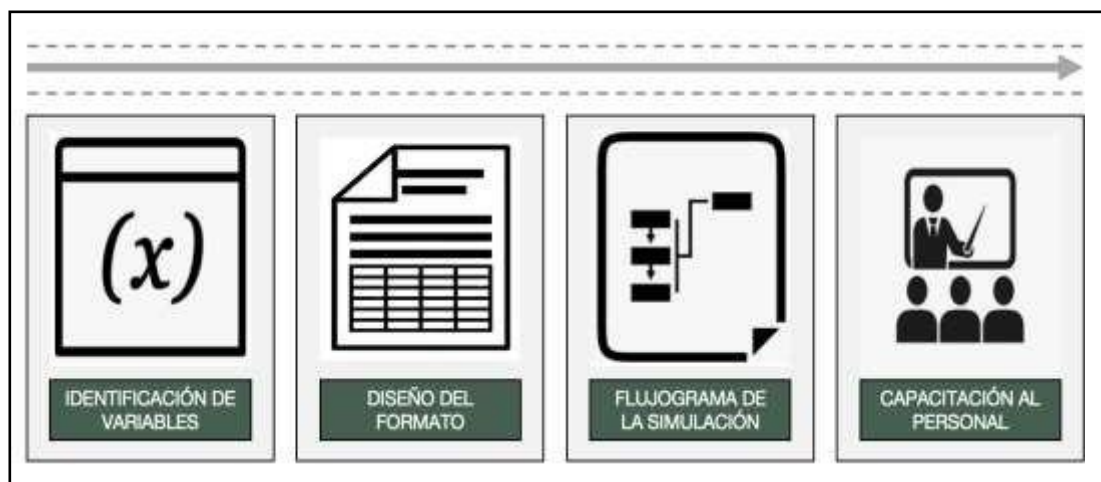 (x)
IDENTIFICACIÓN DE
VARIABLES
DISEÑO DEL
FORMATO
FLUJOGRAMA DE
LA SIMULACIÓN
CAPACITACIÓN AL
PERSONAL